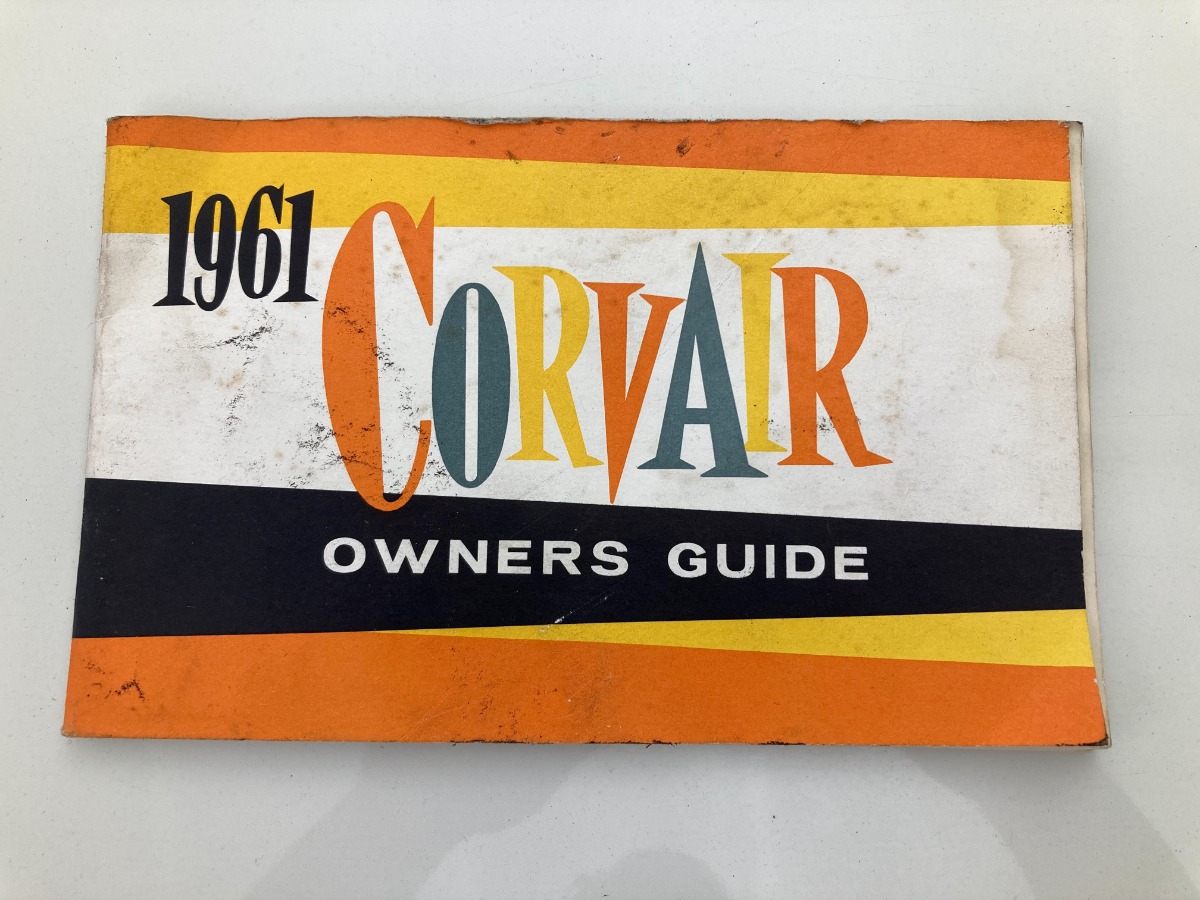 1961 CORVAIR
OWNERS GUIDE